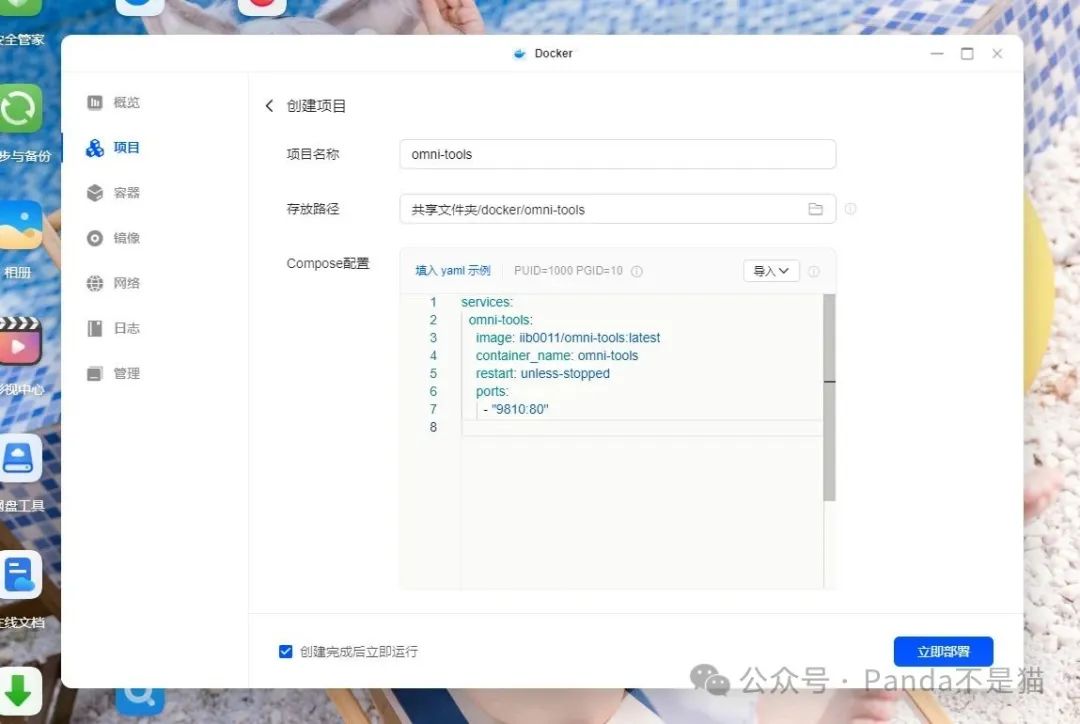 Docker
安全管家
概览
创建项目
项目
项目名称
omni-tools
步与备份
容器
存放路径
共享文件夹/docker/omni-tools
镜像
Compose配置
填入 yaml 示例
PUID=1000 PGID=10
导入
相册
网络
1 services:
2 omni-tools:
3 image: iib0011/omni-tools:latest
4 container_name: omni-tools
5 restart: unless-stopped
6 ports:
7 - "9810:80"
8
日志
管理
影视中心
网盘工具
在线文档
创建完成后立即运行
立即部署
公众号 · Panda不是猫